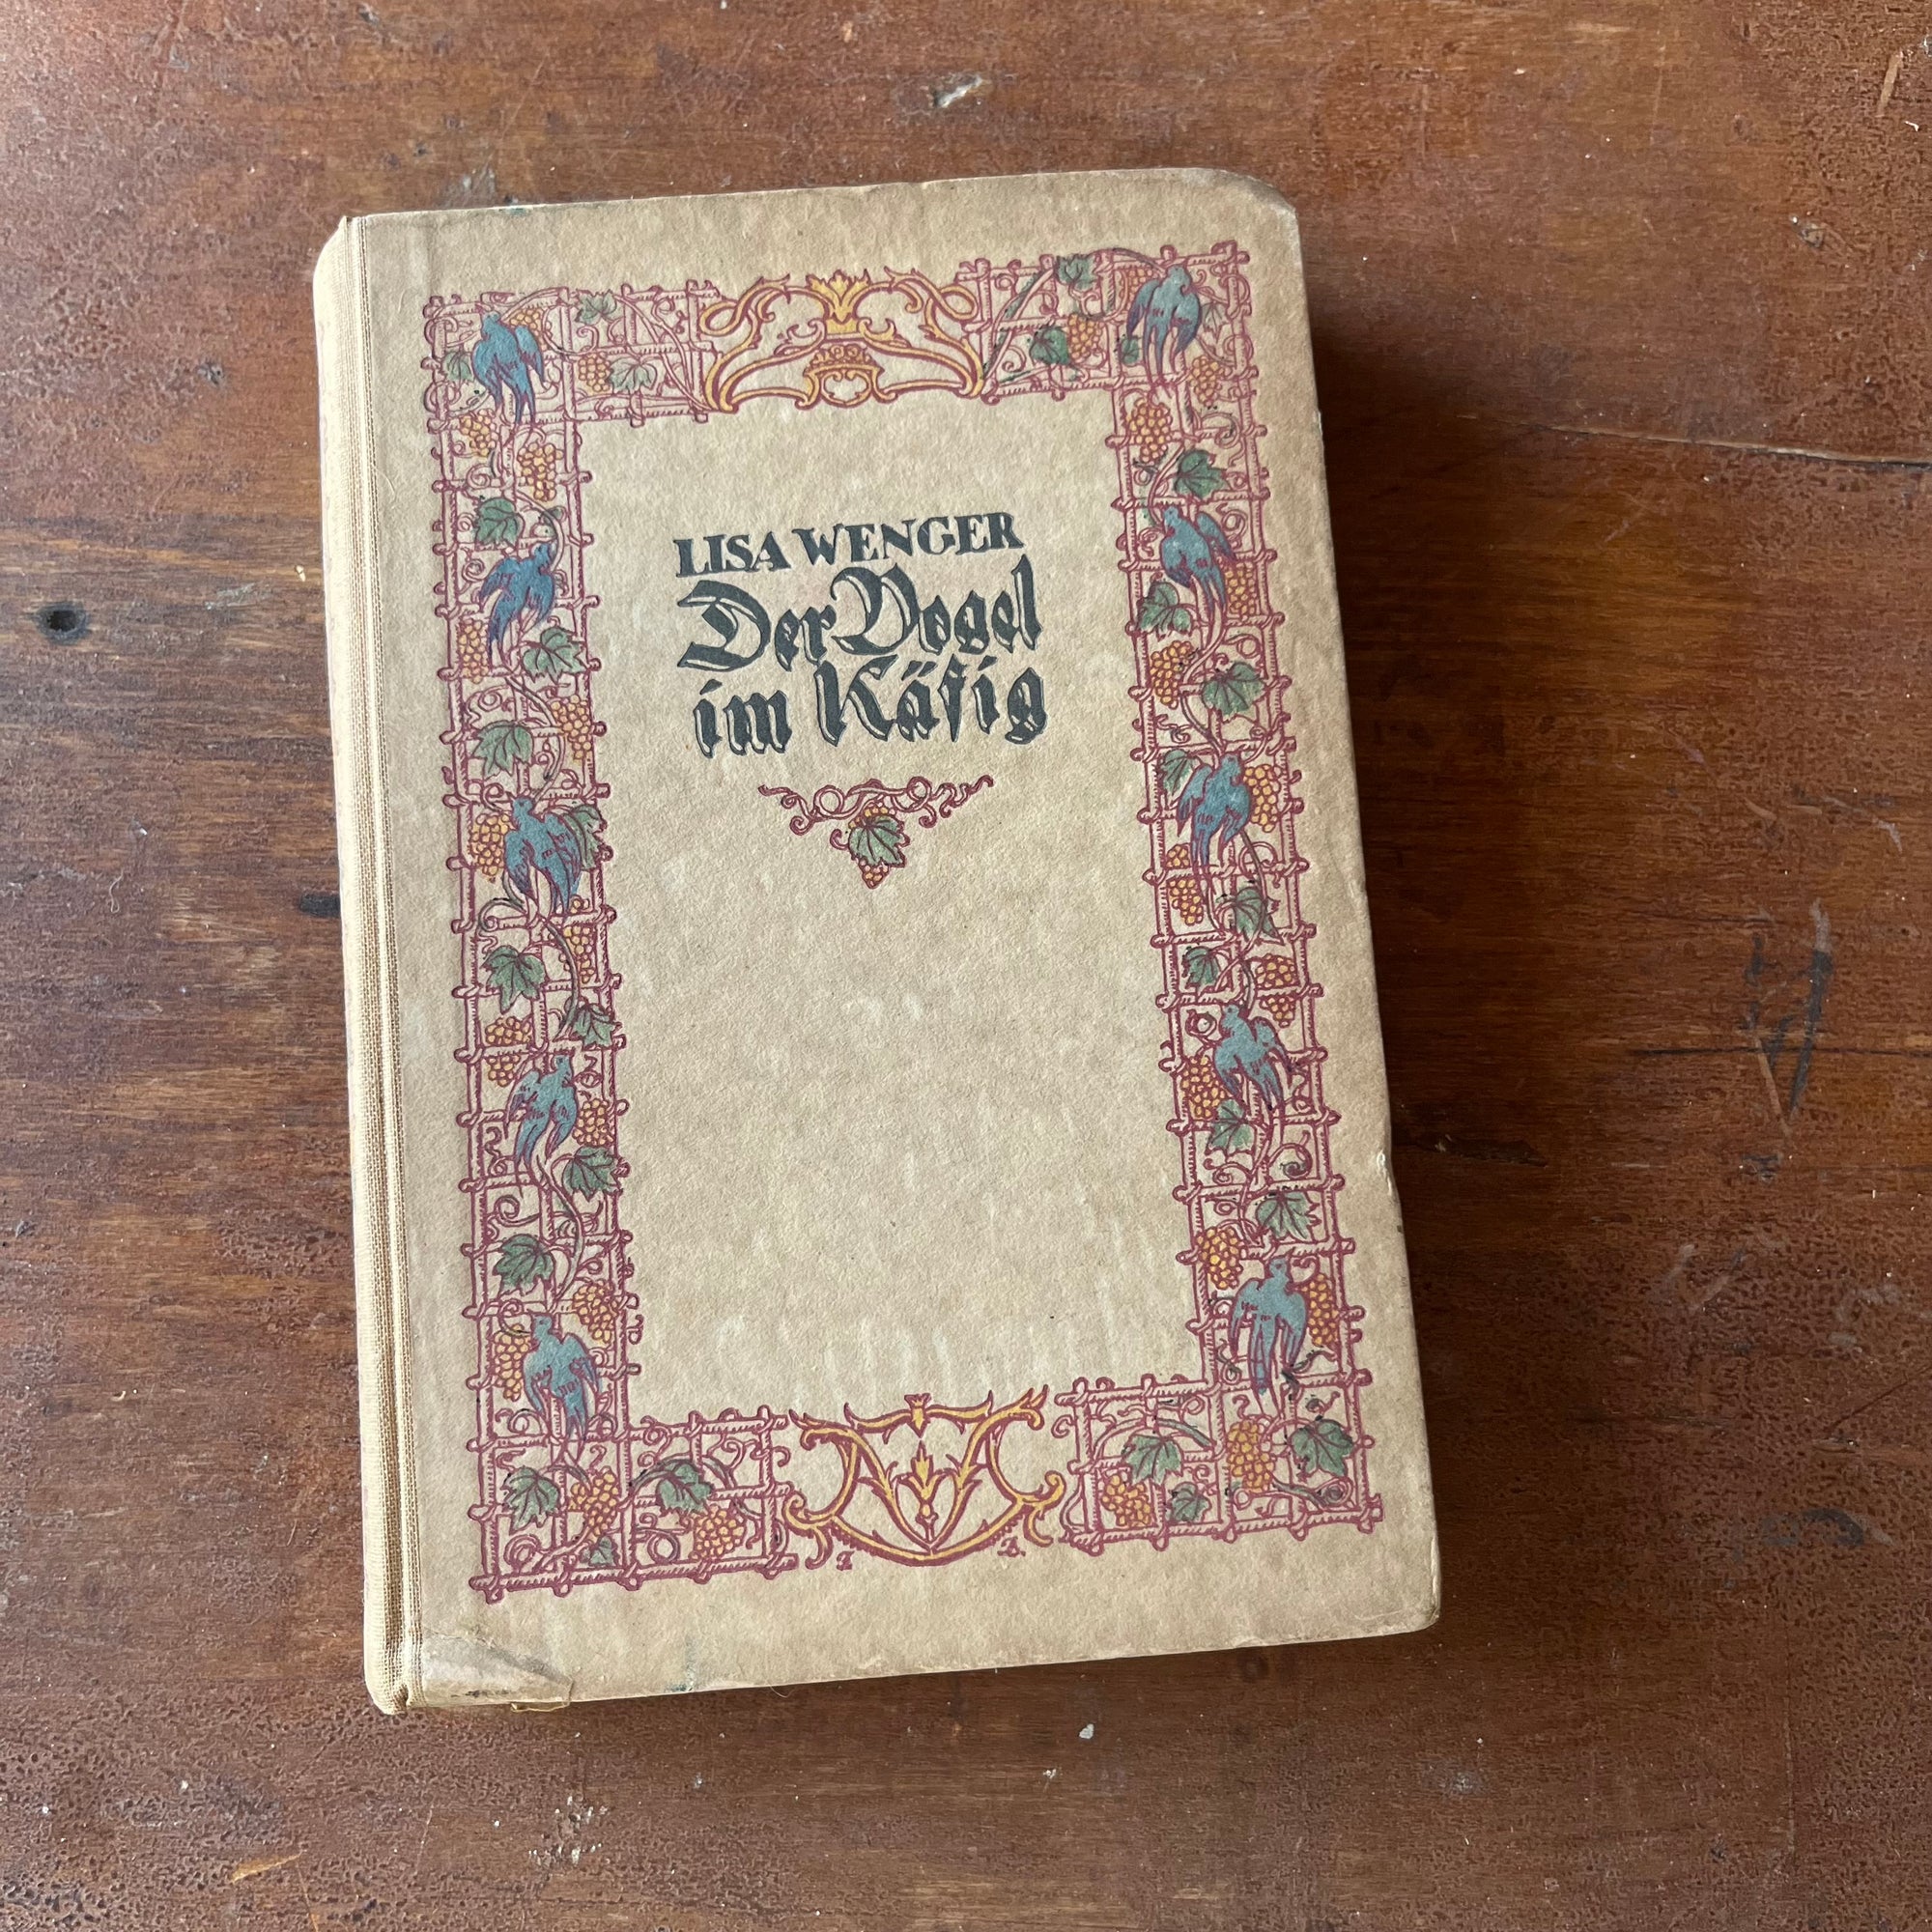 LISA WENGER
Der Vogel
im Käfig